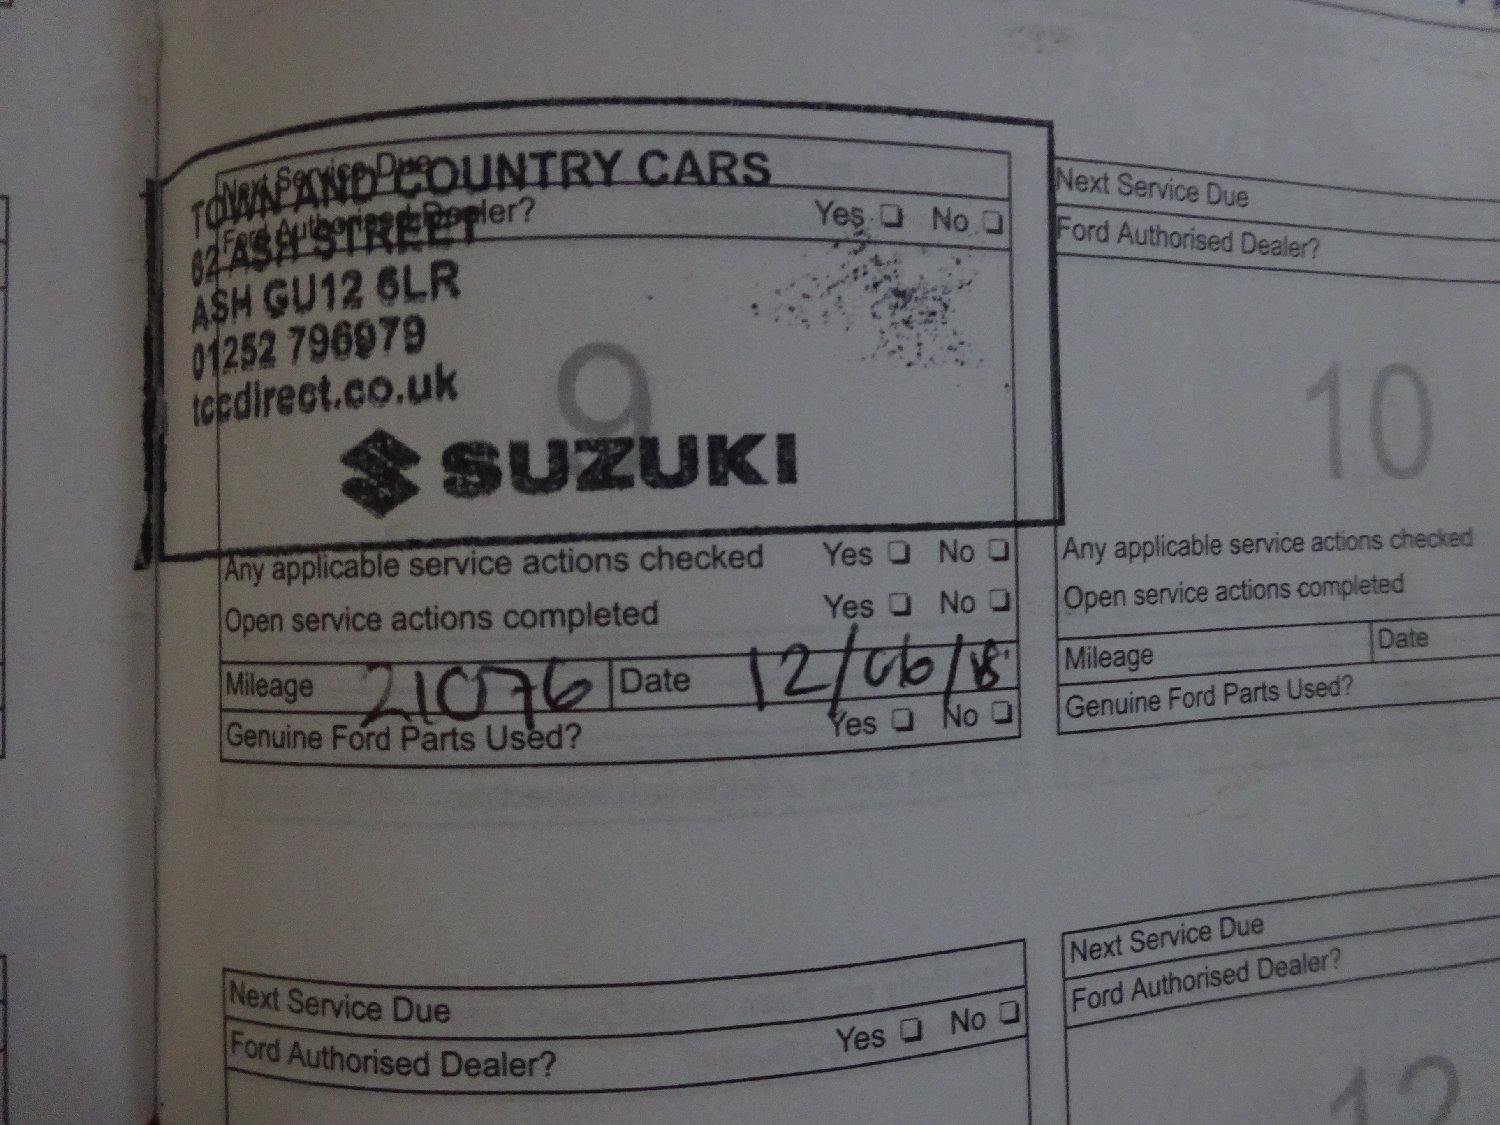 Next Service Due
TOWN AND COUNTRY CARS
Ford Authorised Dealer? Yes ❏ No ❏
62 ASH STREET
ASH GU12 6LR
01252 796979
tccdirect.co.uk
9
SUZUKI
Any applicable service actions checked Yes ❏ No ❏
Open service actions completed Yes ❏ No ❏
Mileage 21076 Date 12/06/18
Genuine Ford Parts Used? Yes ❏ No ❏
Next Service Due
Ford Authorised Dealer?
10
Any applicable service actions checked
Open service actions completed
Mileage Date
Genuine Ford Parts Used?
Next Service Due
Ford Authorised Dealer? Yes ❏ No ❏
Next Service Due
Ford Authorised Dealer?
12